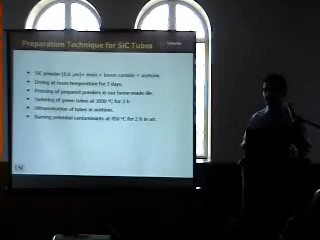 Preparation Technique for SiC Tubes
SiC powder (0.6 µm)+ resin + boron carbide + acetone.
Drying at room temperature for 3 days.
Pressing of prepared powders in our home-made die.
Sintering of green tubes at 1800 °C for 3 h
Ultrasonication of tubes in acetone.
Burning potential contaminants at 450 °C for 2 h in air.